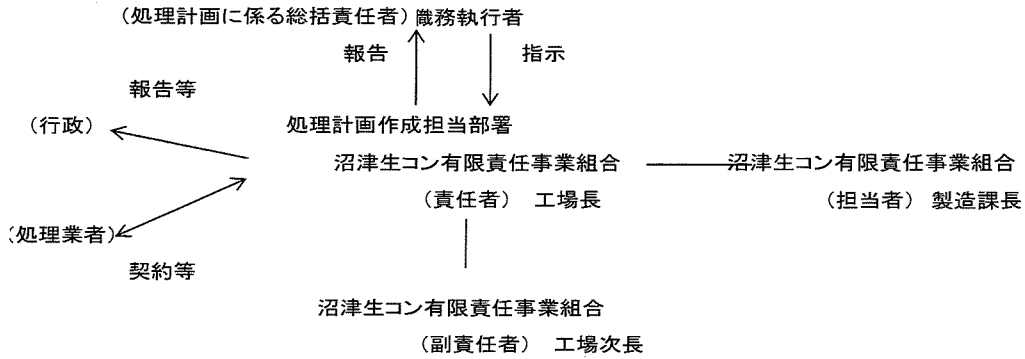 （処理計画に係る総括責任者）職務執行者
報告
指示
報告等
（行政）
処理計画作成担当部署
沼津生コン有限責任事業組合
沼津生コン有限責任事業組合
（責任者）　工場長
（担当者）　製造課長
（処理業者）
契約等
沼津生コン有限責任事業組合
（副責任者）　工場次長